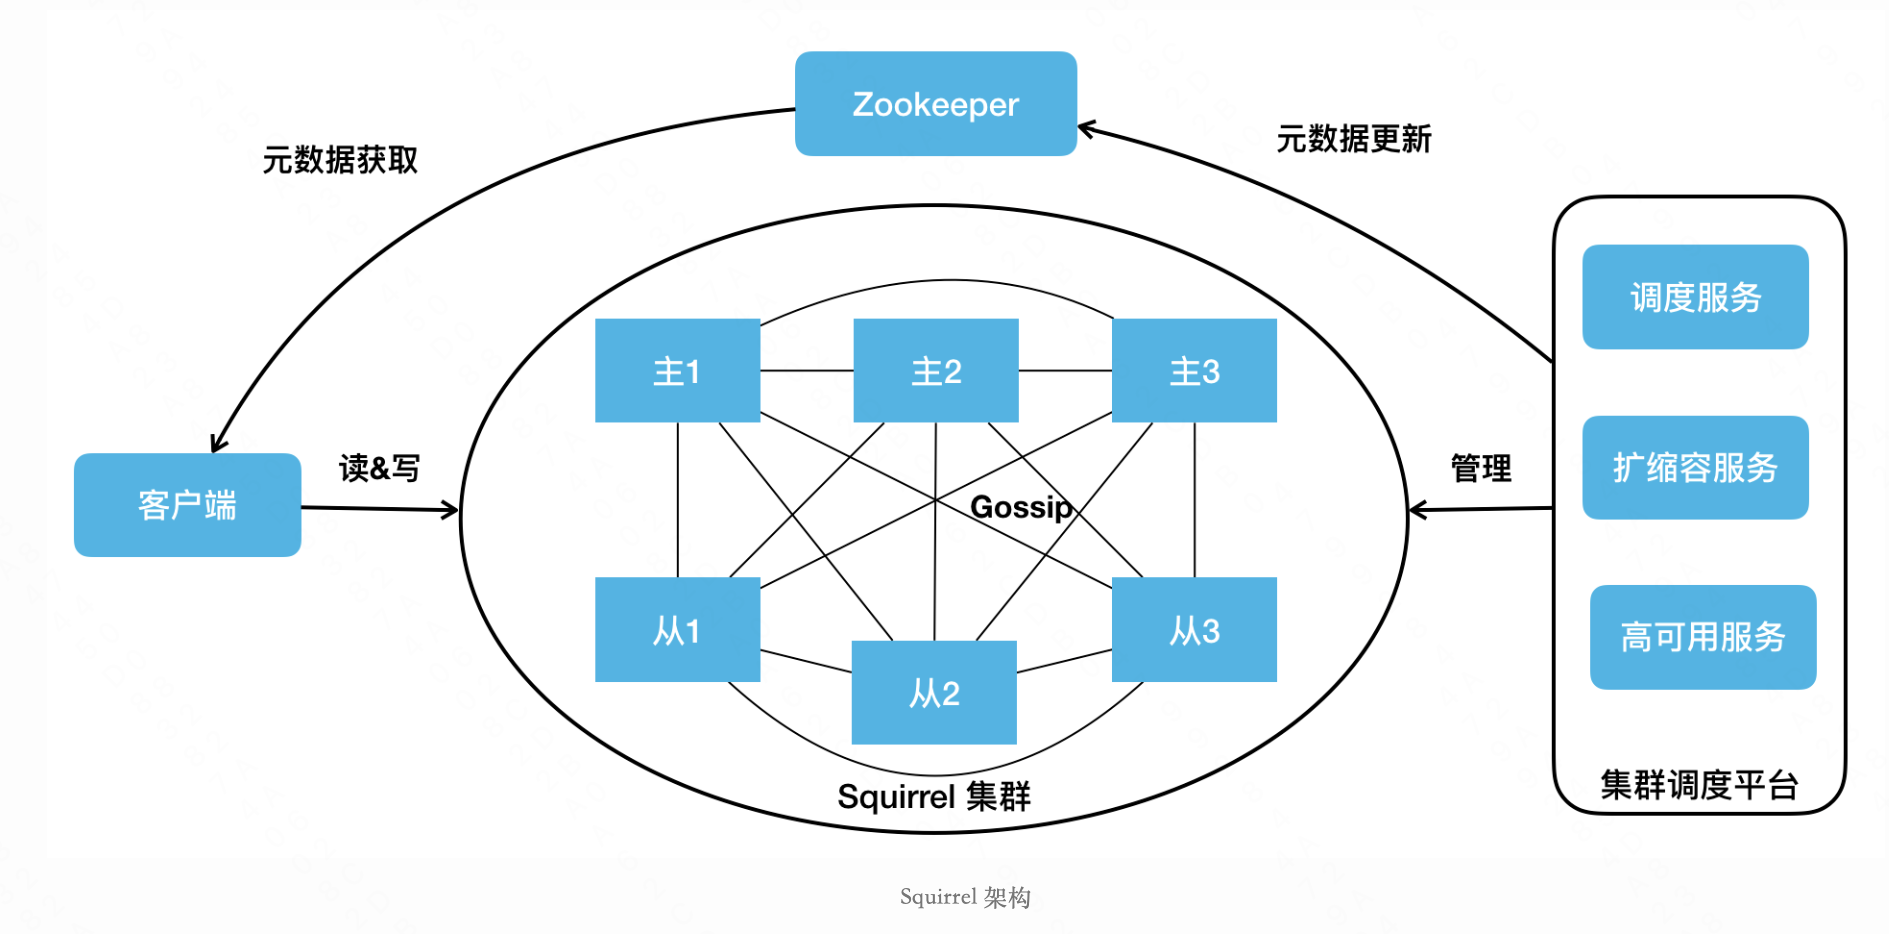 Zookeeper
元数据获取
元数据更新
主1
主2
主3
调度服务
客户端
读&写
Gossip
管理
扩缩容服务
从1
从2
从3
高可用服务
Squirrel 集群
集群调度平台
Squirrel 架构